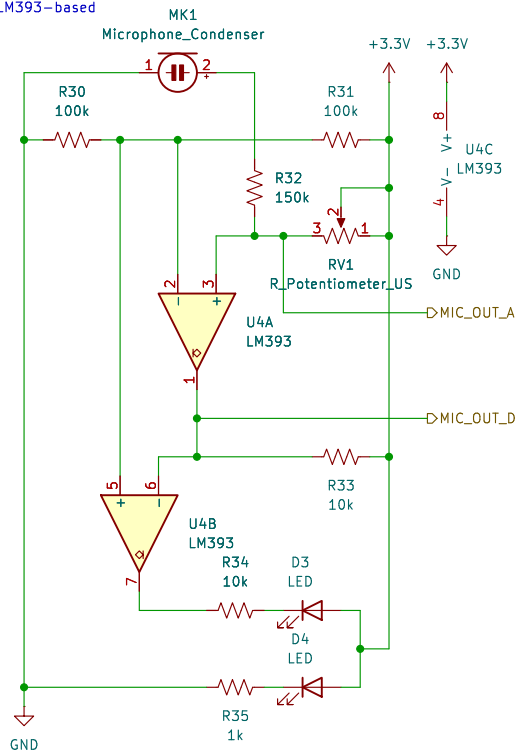 LM393-based
MK1
Microphone_Condenser
1
2
+
+3.3V
+3.3V
R30
100k
R31
100k
8
V+
V-
4
U4C
LM393
GND
R32
150k
2
3
1
RV1
R_Potentiometer_US
2
3
-
+
U4A
LM393
1
MIC_OUT_A
MIC_OUT_D
R33
10k
5
6
+
-
U4B
LM393
7
R34
10k
D3
LED
D4
LED
R35
1k
GND